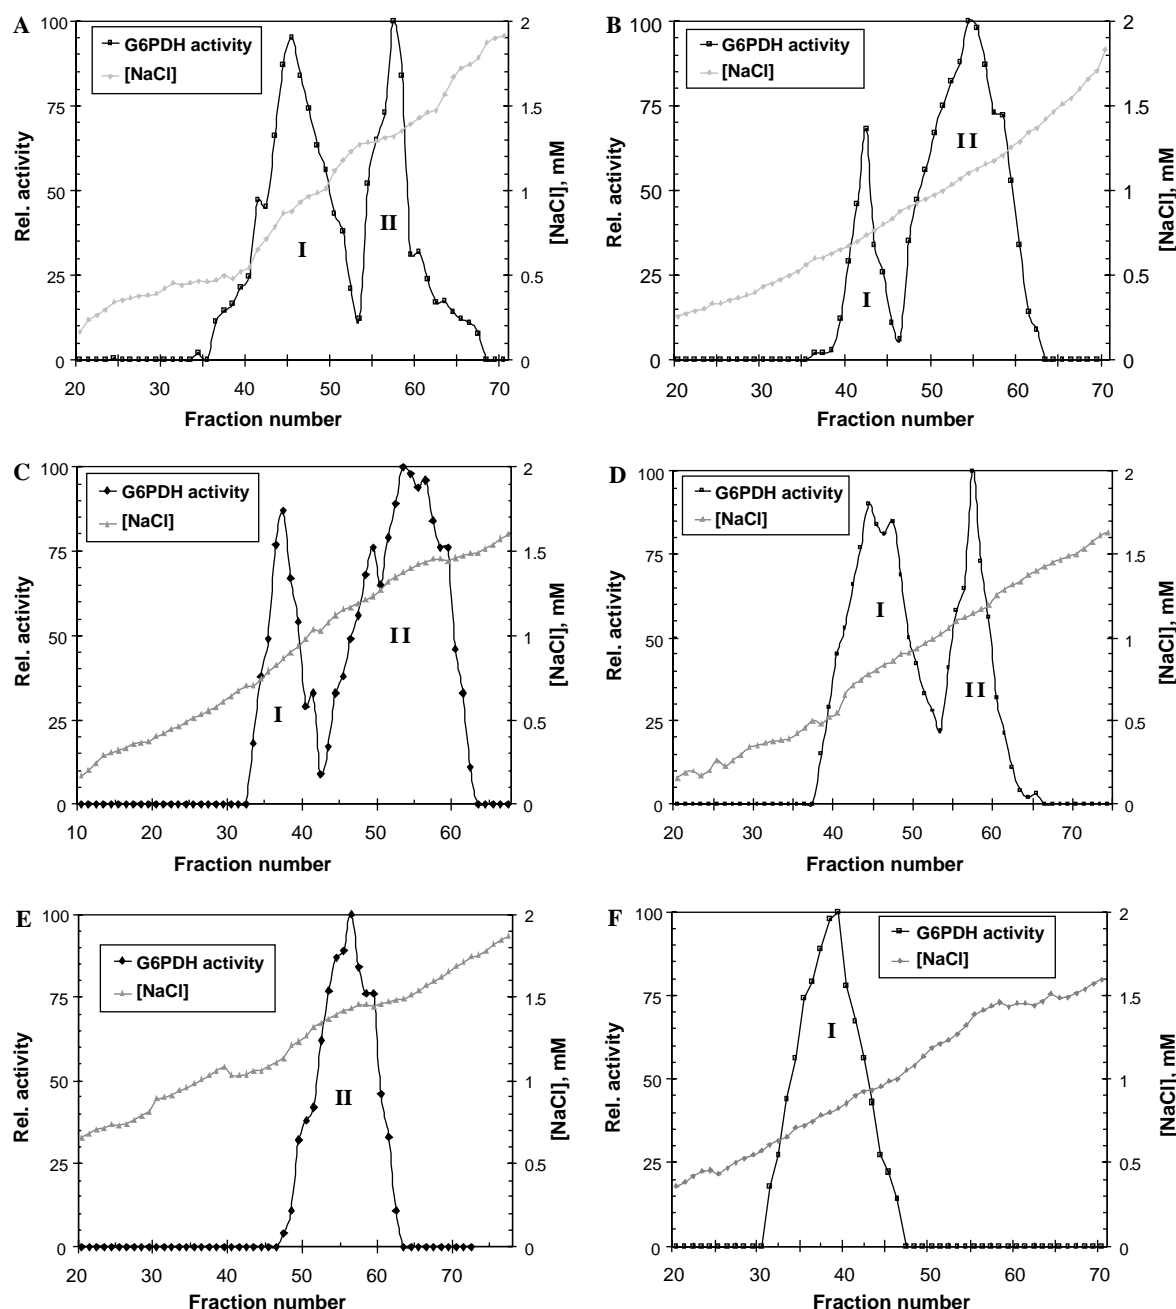 A
G6PDH activity
[NaCl]
100
75
50
25
0
2
1.5
1
0.5
0
I
II
20 30 40 50 60 70
Rel. activity
[NaCl], mM
Fraction number
B
G6PDH activity
[NaCl]
100
75
50
25
0
2
1.5
1
0.5
0
I
II
20 30 40 50 60 70
Rel. activity
[NaCl], mM
Fraction number
C
G6PDH activity
[NaCl]
100
75
50
25
0
2
1.5
1
0.5
0
I
II
10 20 30 40 50 60
Rel. activity
[NaCl], mM
Fraction number
D
G6PDH activity
[NaCl]
100
75
50
25
0
2
1.5
1
0.5
0
I
II
20 30 40 50 60 70
Rel. activity
[NaCl], mM
Fraction number
E
G6PDH activity
[NaCl]
100
75
50
25
0
2
1.5
1
0.5
0
II
20 30 40 50 60 70
Rel. activity
[NaCl], mM
Fraction number
F
G6PDH activity
[NaCl]
100
75
50
25
0
2
1.5
1
0.5
0
I
20 30 40 50 60 70
Rel. activity
[NaCl], mM
Fraction number